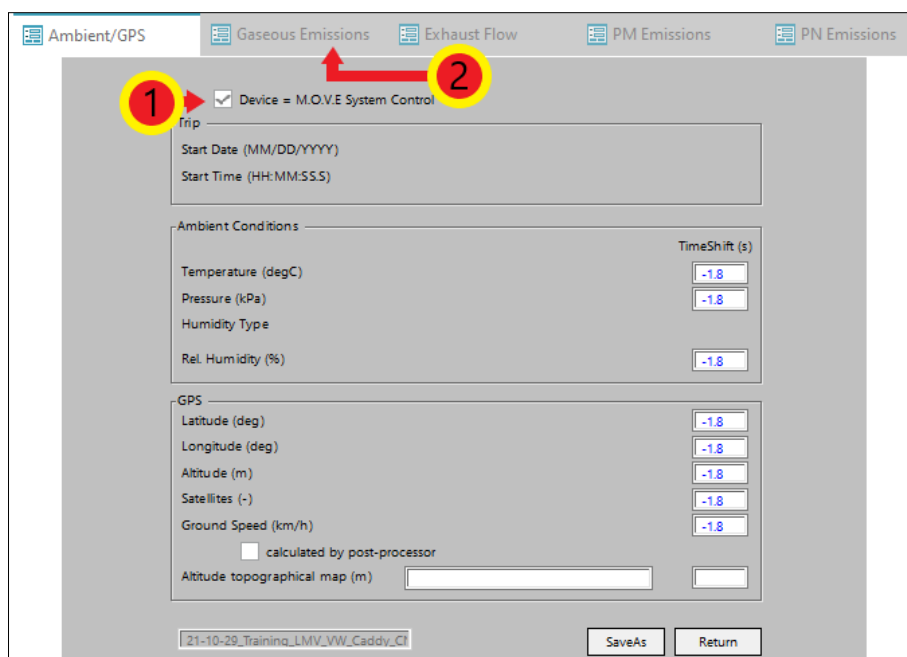 Ambient/GPS Gaseous Emissions Exhaust Flow PM Emissions PN Emissions
2
1 Device = M.O.V.E System Control
Trip
Start Date (MM/DD/YYYY)
Start Time (HH:MM:SS.S)
Ambient Conditions
TimeShift (s)
Temperature (degC) -1.8
Pressure (kPa) -1.8
Humidity Type
Rel. Humidity (%) -1.8
GPS
Latitude (deg) -1.8
Longitude (deg) -1.8
Altitude (m) -1.8
Satellites (-) -1.8
Ground Speed (km/h) -1.8
calculated by post-processor
Altitude topographical map (m)
21-10-29_Training_LMV_VW_Caddy_ SaveAs Return